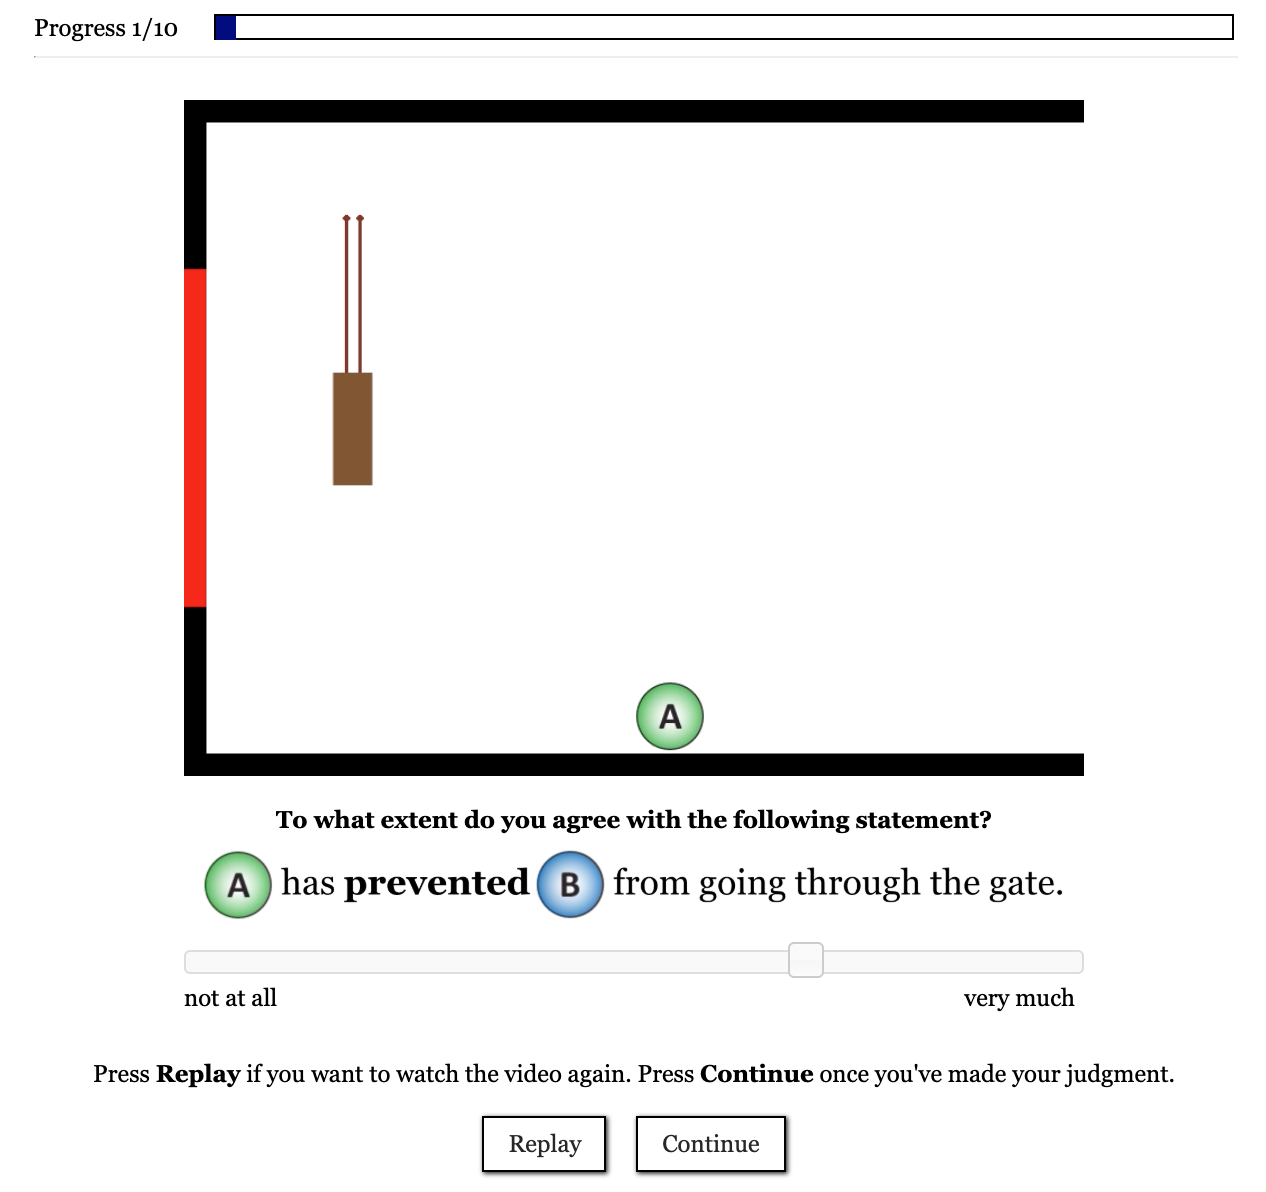 Progress 1/10
A
To what extent do you agree with the following statement?
A has prevented B from going through the gate.
not at all very much
Press Replay if you want to watch the video again. Press Continue once you've made your judgment.
Replay Continue